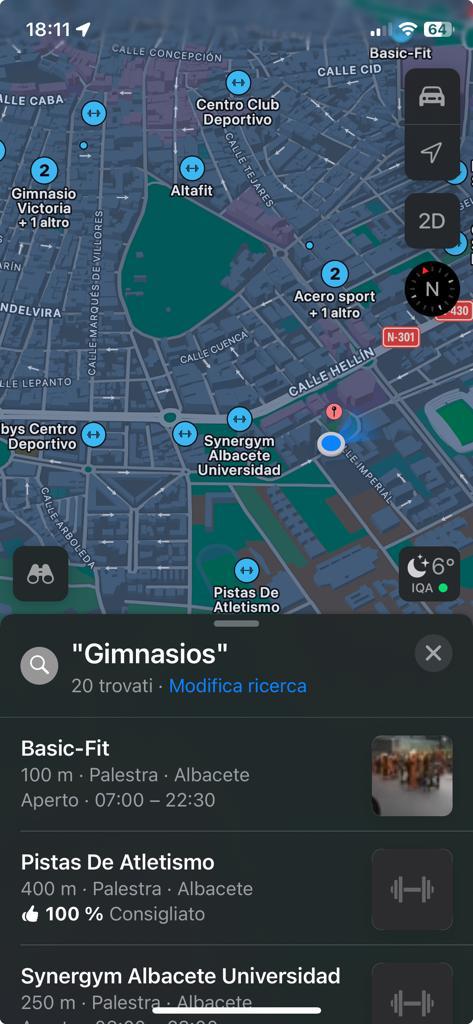 18:11
64
Basic-Fit
CALLE CONCEPCIÓN
CALLE CID
ALLE CABA
Centro Club
Deportivo
CALLE TEJARES
2
Gimnasio
Victoria
+ 1 altro
Altafit
2D
CALLE MARQUÉS DE VILLORES
ARÍN
2
Acero sport
+ 1 altro
N
NDELVIRA
-430
N-301
CALLE CUENCA
CALLE HELLÍN
LLE LEPANTO
bys Centro
Deportivo
Synergym
Albacete
Universidad
LLE IMPERIAL
CALLE ARBOLEDA
6°
IQA
Pistas De
Atletismo
"Gimnasios"
20 trovati · Modifica ricerca
Basic-Fit
100 m · Palestra · Albacete
Aperto · 07:00 – 22:30
Pistas De Atletismo
400 m · Palestra · Albacete
100 % Consigliato
Synergym Albacete Universidad
250 m · Palestra · Albacete